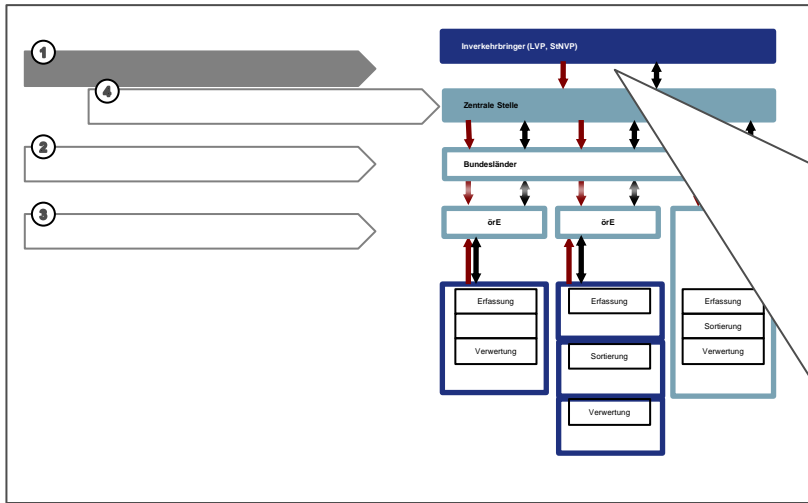 1
4
2
3
Inverkehrbringer (LVP, StNVP)
Zentrale Stelle
Bundesländer
örE
örE
Erfassung
Verwertung
Erfassung
Sortierung
Verwertung
Erfassung
Sortierung
Verwertung